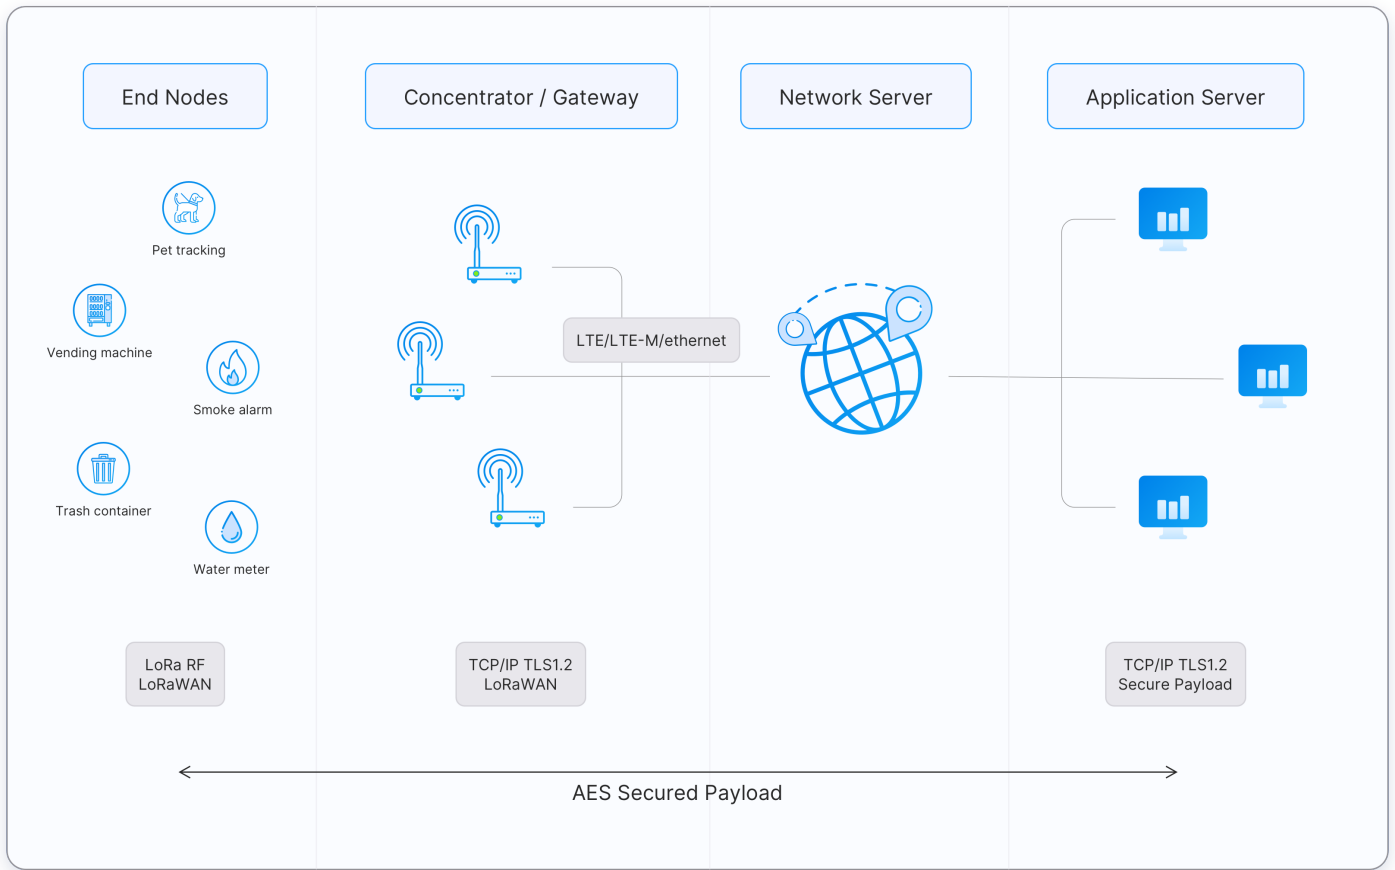 End Nodes
Concentrator / Gateway
Network Server
Application Server
Pet tracking
Vending machine
Smoke alarm
Trash container
Water meter
LTE/LTE-M/ethernet
LoRa RF
LoRaWAN
TCP/IP TLS1.2
LoRaWAN
TCP/IP TLS1.2
Secure Payload
AES Secured Payload